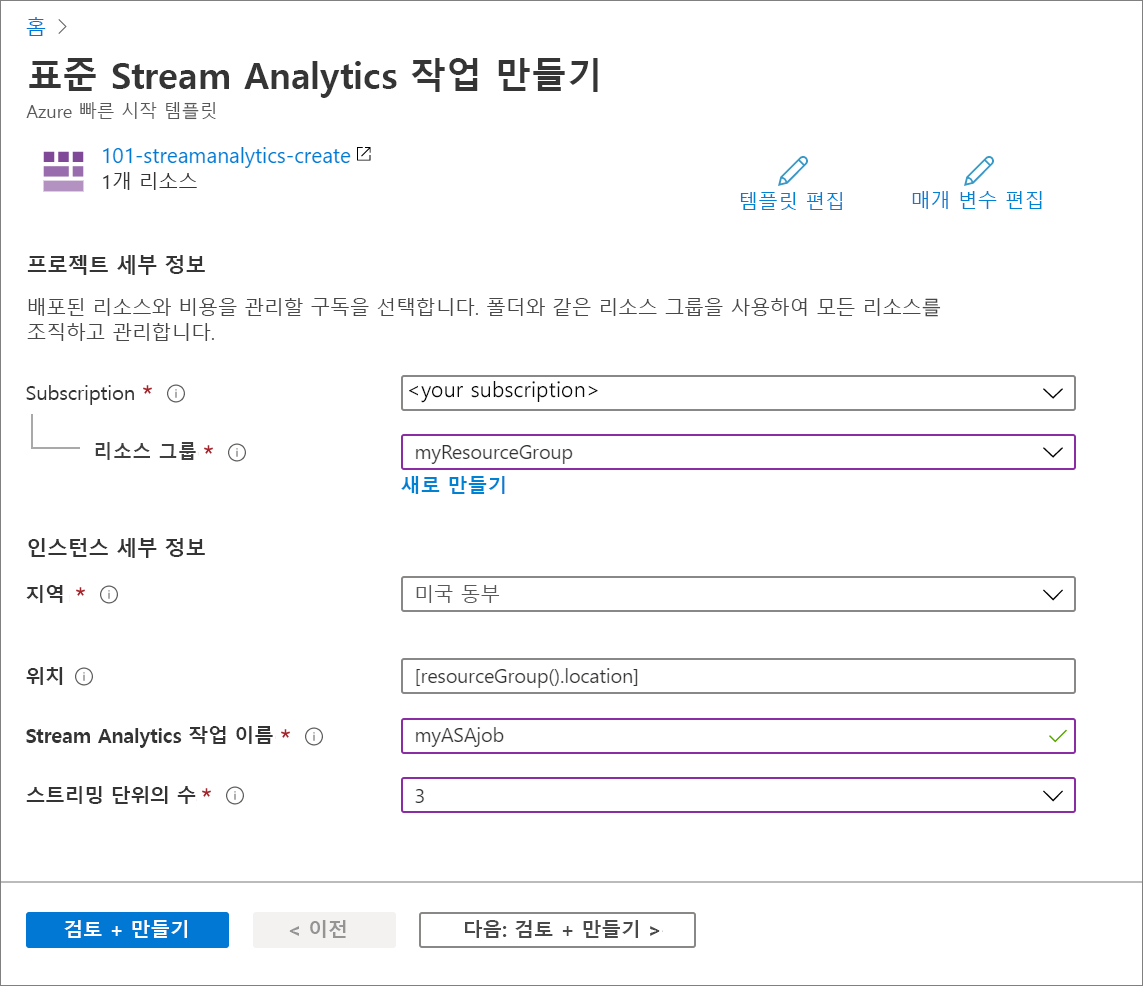 홈 >
표준 Stream Analytics 작업 만들기
Azure 빠른 시작 템플릿
101-streamanalytics-create
1개 리소스
템플릿 편집
매개 변수 편집
프로젝트 세부 정보
배포된 리소스와 비용을 관리할 구독을 선택합니다. 폴더와 같은 리소스 그룹을 사용하여 모든 리소스를
조직하고 관리합니다.
Subscription * <your subscription>
리소스 그룹 * myResourceGroup
새로 만들기
인스턴스 세부 정보
지역 * 미국 동부
위치 [resourceGroup().location]
Stream Analytics 작업 이름 * myASAjob
스트리밍 단위의 수 * 3
검토 + 만들기
< 이전
다음: 검토 + 만들기 >